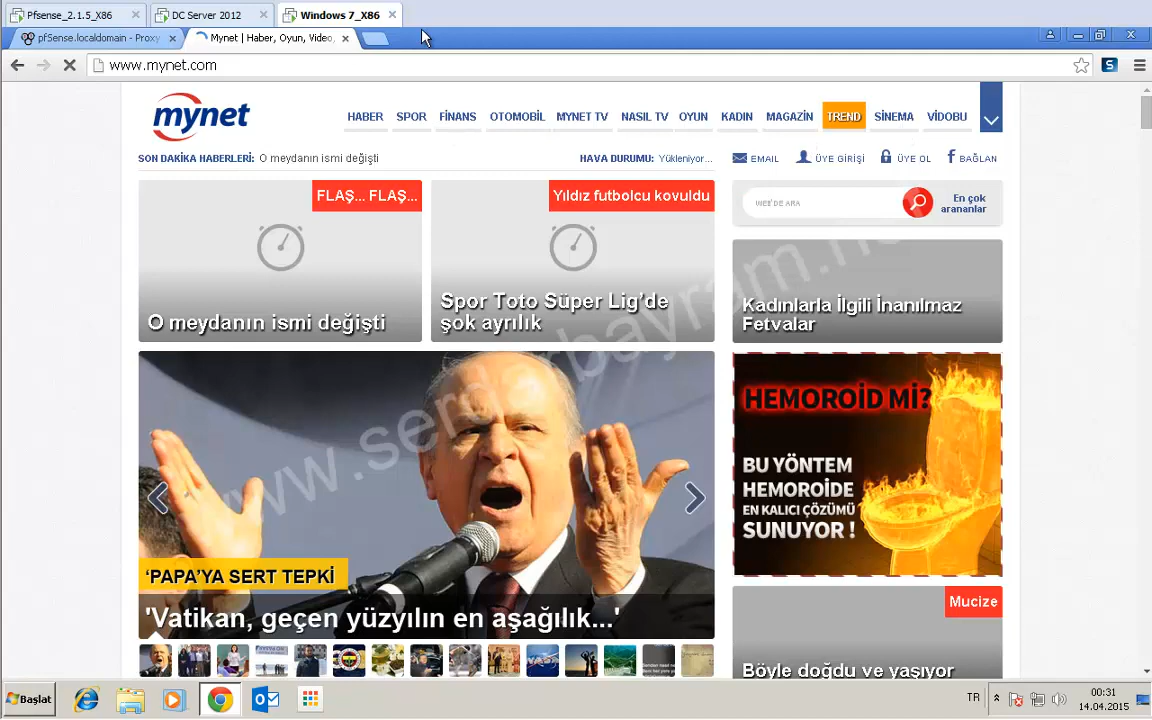 Pfsense_2.1.5_X86
DC Server 2012
Windows 7_X86
pfSense.localdomain - Proxy
Mynet | Haber, Oyun, Video,
www.mynet.com
mynet
HABER
SPOR
FİNANS
OTOMOBİL
MYNET TV
NASIL TV
OYUN
KADIN
MAGAZİN
TREND
SİNEMA
VİDOBU
SON DAKİKA HABERLERİ: O meydanın ismi değişti
HAVA DURUMU: Yükleniyor...
EMAIL
ÜYE GİRİŞİ
ÜYE OL
BAĞLAN
FLAŞ... FLAŞ...
O meydanın ismi değişti
Yıldız futbolcu kovuldu
Spor Toto Süper Lig'de
şok ayrılık
WEB'DE ARA
En çok
arananlar
Kadınlarla İlgili İnanılmaz
Fetvalar
'PAPA'YA SERT TEPKİ
'Vatikan, geçen yüzyılın en aşağılık...'
HEMOROİD Mİ?
BU YÖNTEM
HEMOROİDE
EN KALICI ÇÖZÜMÜ
SUNUYOR !
Mucize
Böyle doğdu ve yaşıyor
Başlat
TR
00:31
14.04.2015